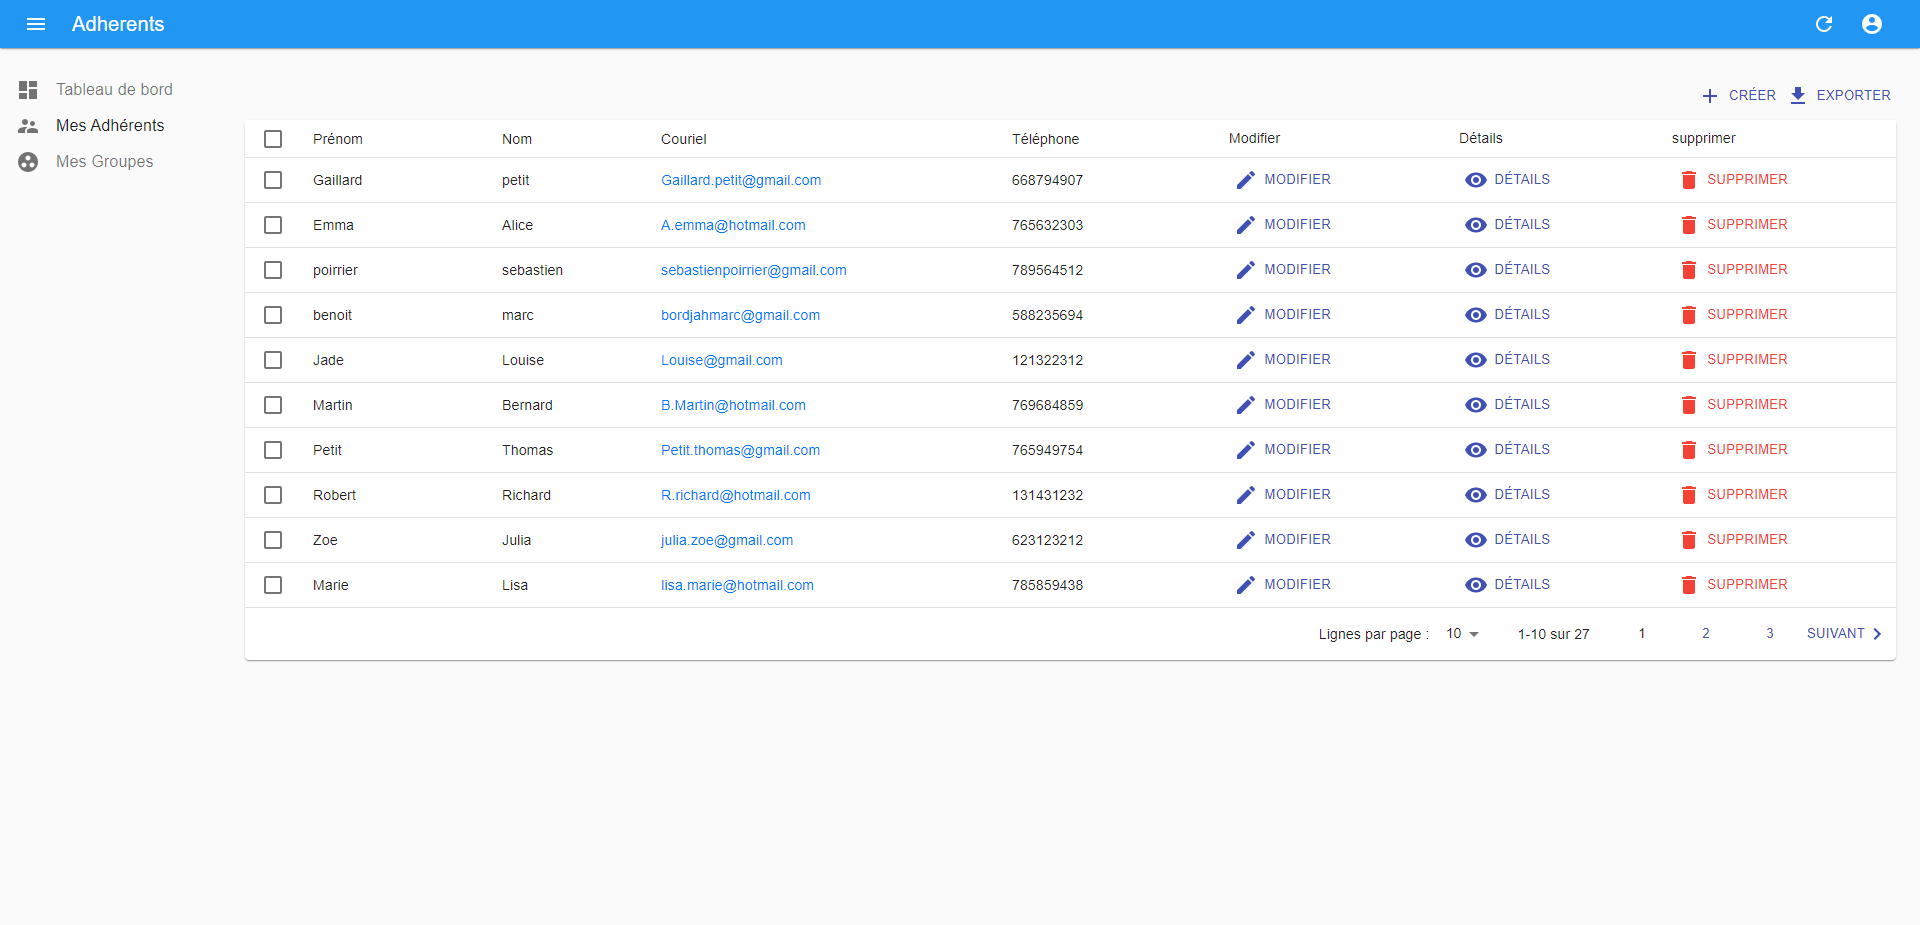 Adherents
Tableau de bord
Mes Adhérents
Mes Groupes
CRÉER EXPORTER
Prénom Nom Couriel Téléphone Modifier Détails supprimer
Gaillard petit Gaillard.petit@gmail.com 668794907 MODIFIER DÉTAILS SUPPRIMER
Emma Alice A.emma@hotmail.com 765632303 MODIFIER DÉTAILS SUPPRIMER
poirrier sebastien sebastienpoirrier@gmail.com 789564512 MODIFIER DÉTAILS SUPPRIMER
benoit marc bordjahmarc@gmail.com 588235694 MODIFIER DÉTAILS SUPPRIMER
Jade Louise Louise@gmail.com 121322312 MODIFIER DÉTAILS SUPPRIMER
Martin Bernard B.Martin@hotmail.com 769684859 MODIFIER DÉTAILS SUPPRIMER
Petit Thomas Petit.thomas@gmail.com 765949754 MODIFIER DÉTAILS SUPPRIMER
Robert Richard R.richard@hotmail.com 131431232 MODIFIER DÉTAILS SUPPRIMER
Zoe Julia julia.zoe@gmail.com 623123212 MODIFIER DÉTAILS SUPPRIMER
Marie Lisa lisa.marie@hotmail.com 785859438 MODIFIER DÉTAILS SUPPRIMER
Lignes par page : 10 1-10 sur 27 1 2 3 SUIVANT